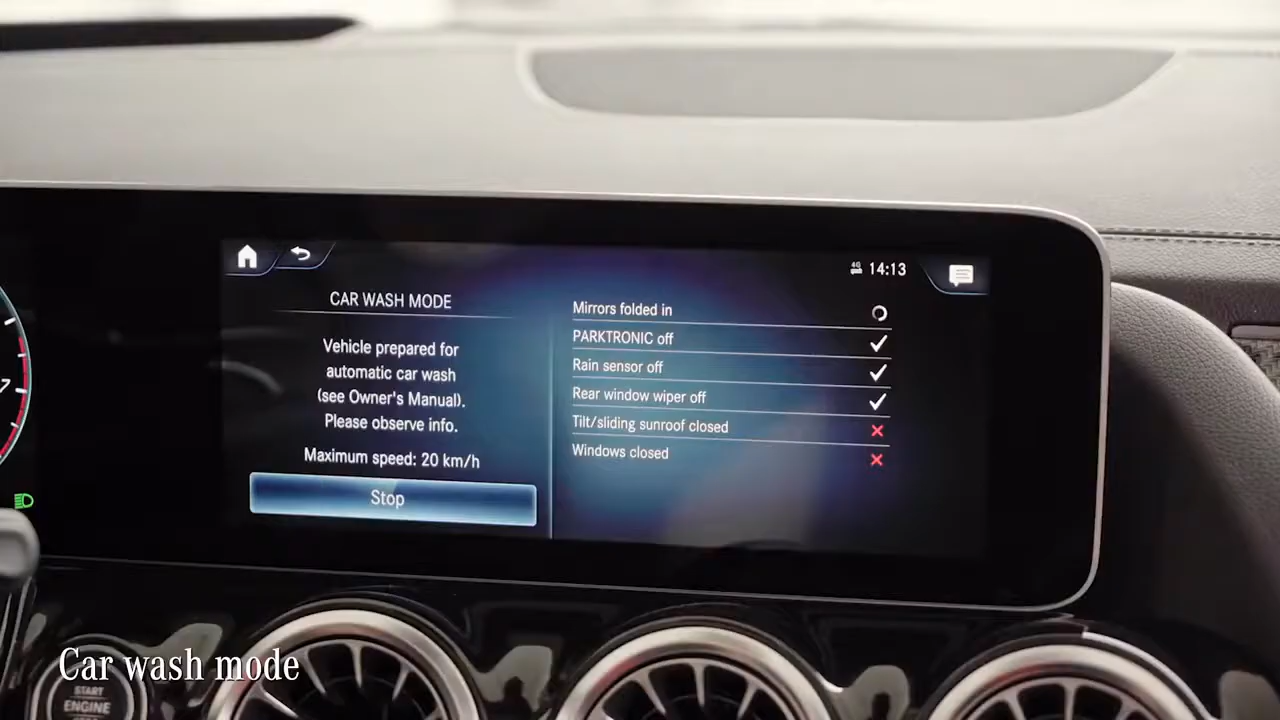 4G
14:13
CAR WASH MODE
Vehicle prepared for
automatic car wash
(see Owner's Manual).
Please observe info.
Maximum speed: 20 km/h
Stop
Mirrors folded in
PARKTRONIC off
Rain sensor off
Rear window wiper off
Tilt/sliding sunroof closed
Windows closed
7
Car wash mode
START
ENGINE